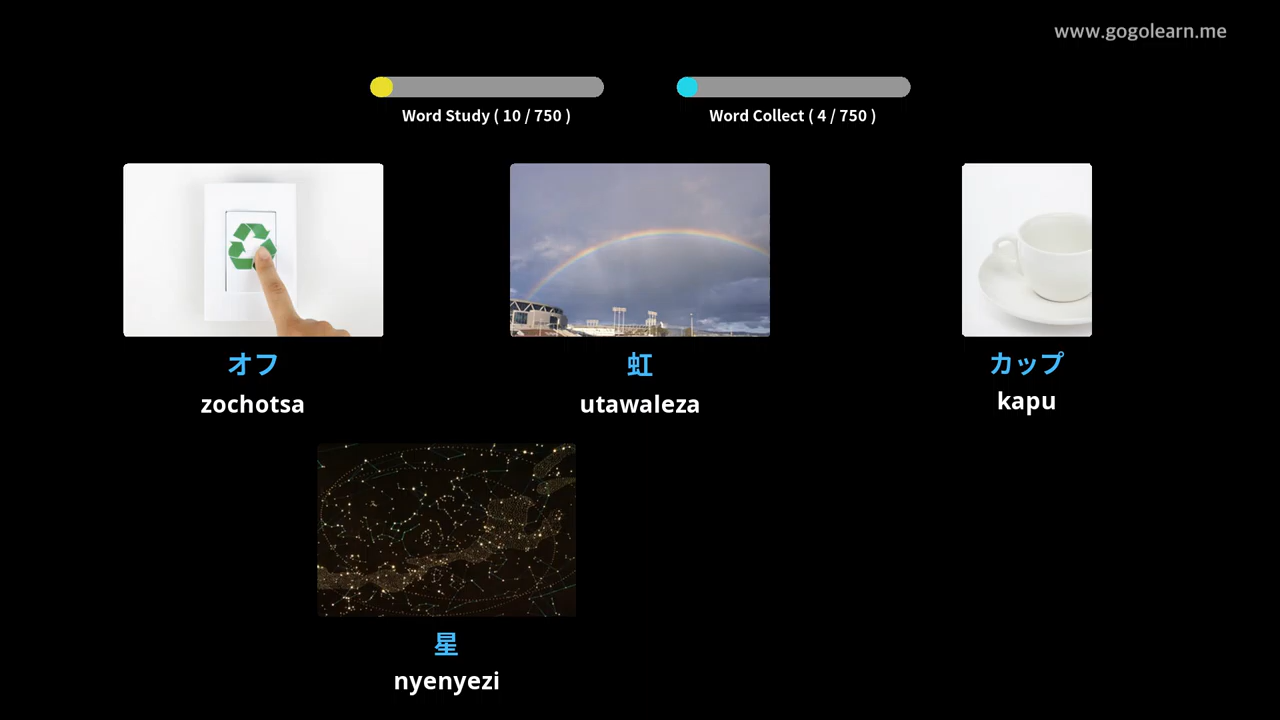 www.gogolearn.me
Word Study ( 10 / 750 )
Word Collect ( 4 / 750 )
オフ
zochotsa
虹
utawaleza
カップ
kapu
星
nyenyezi